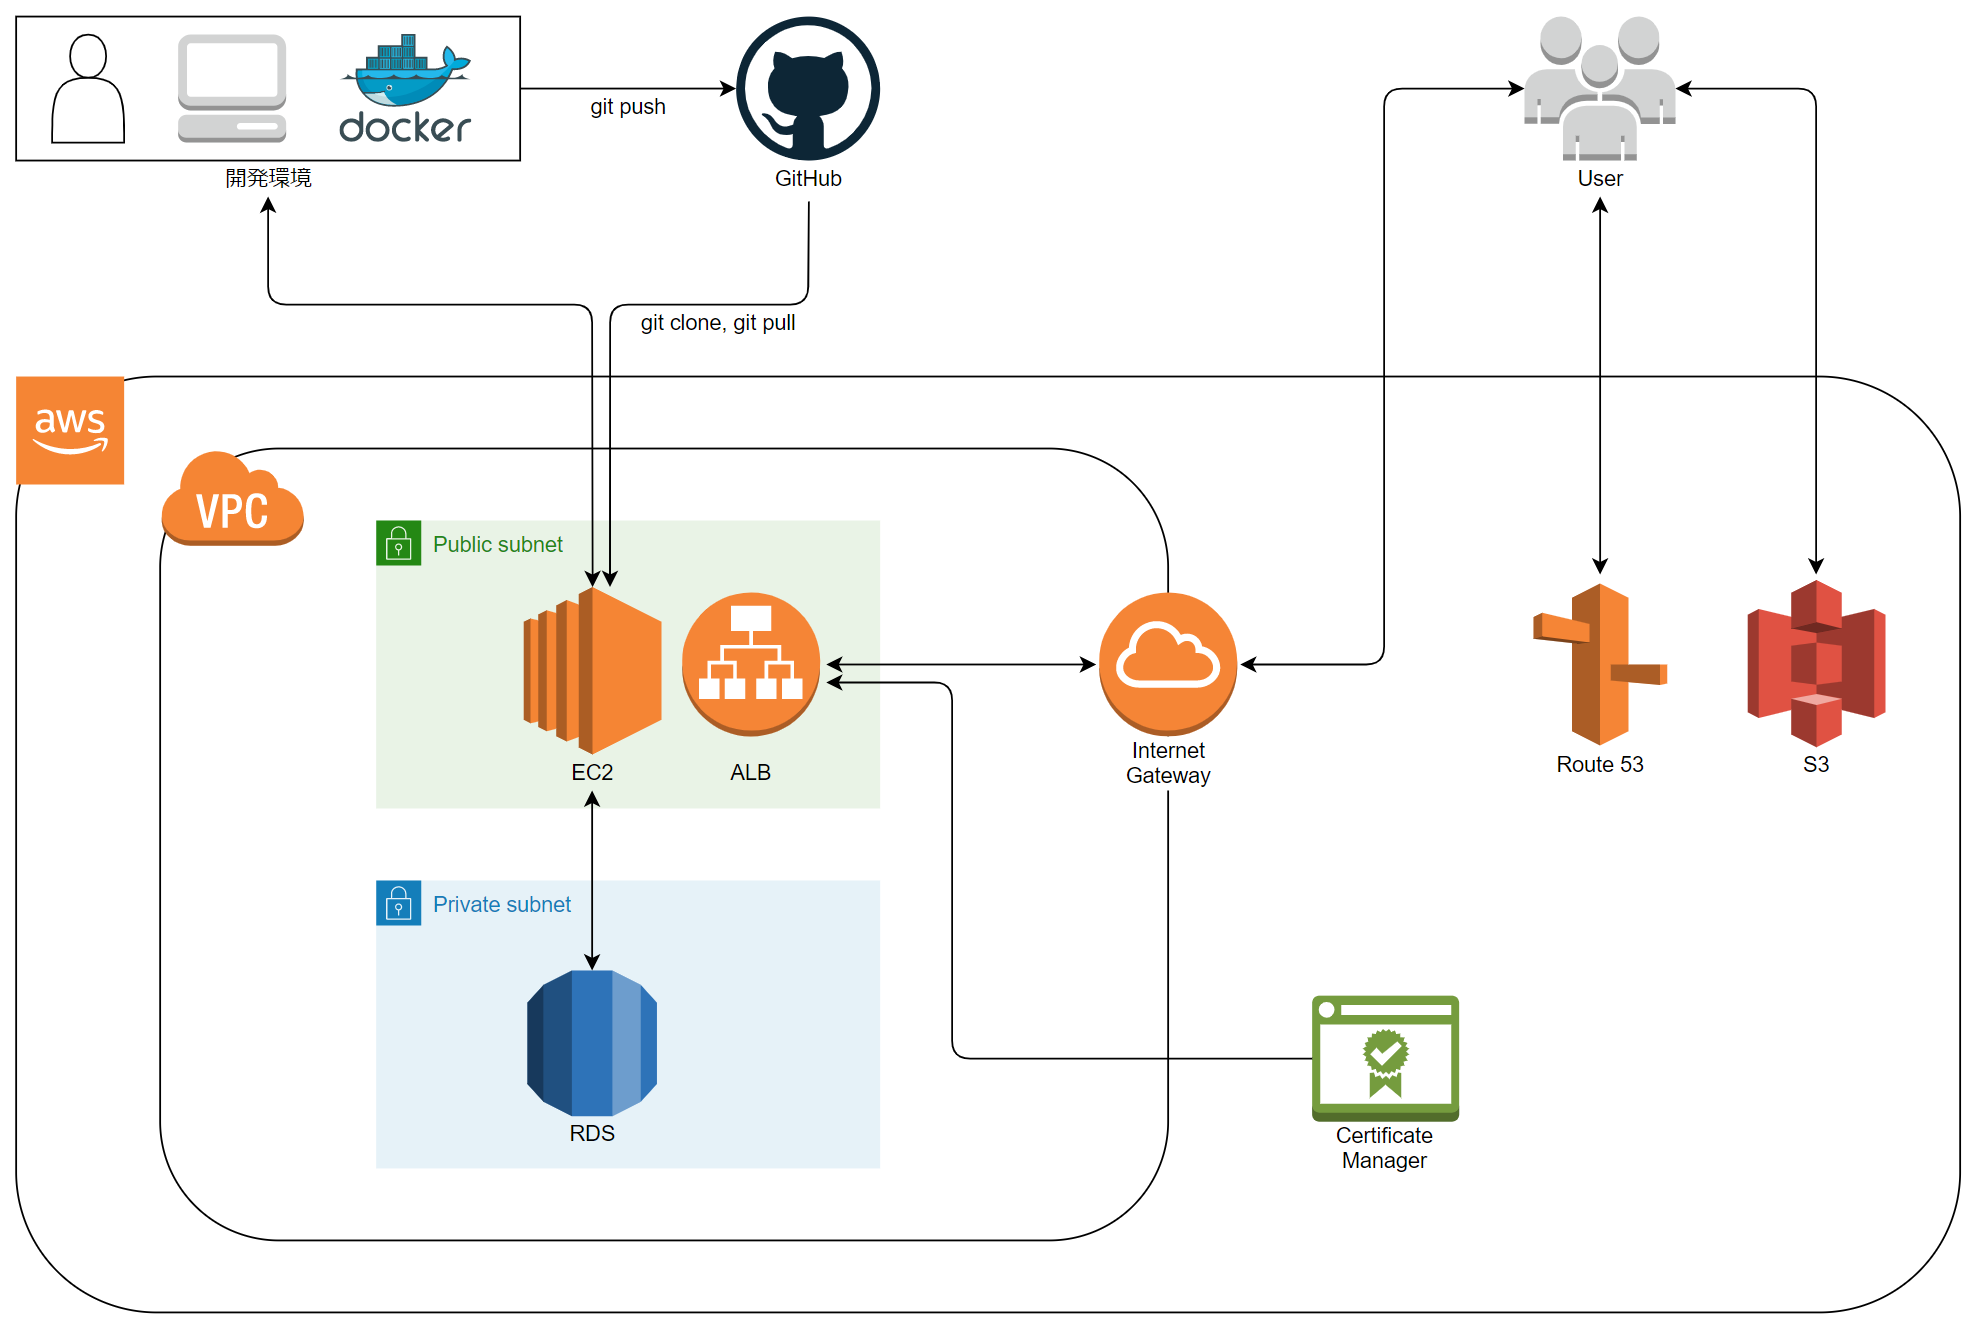 docker
git push
開発環境
GitHub
User
git clone, git pull
aws
VPC
Public subnet
EC2
ALB
Internet
Gateway
Route 53
S3
Private subnet
RDS
Certificate
Manager